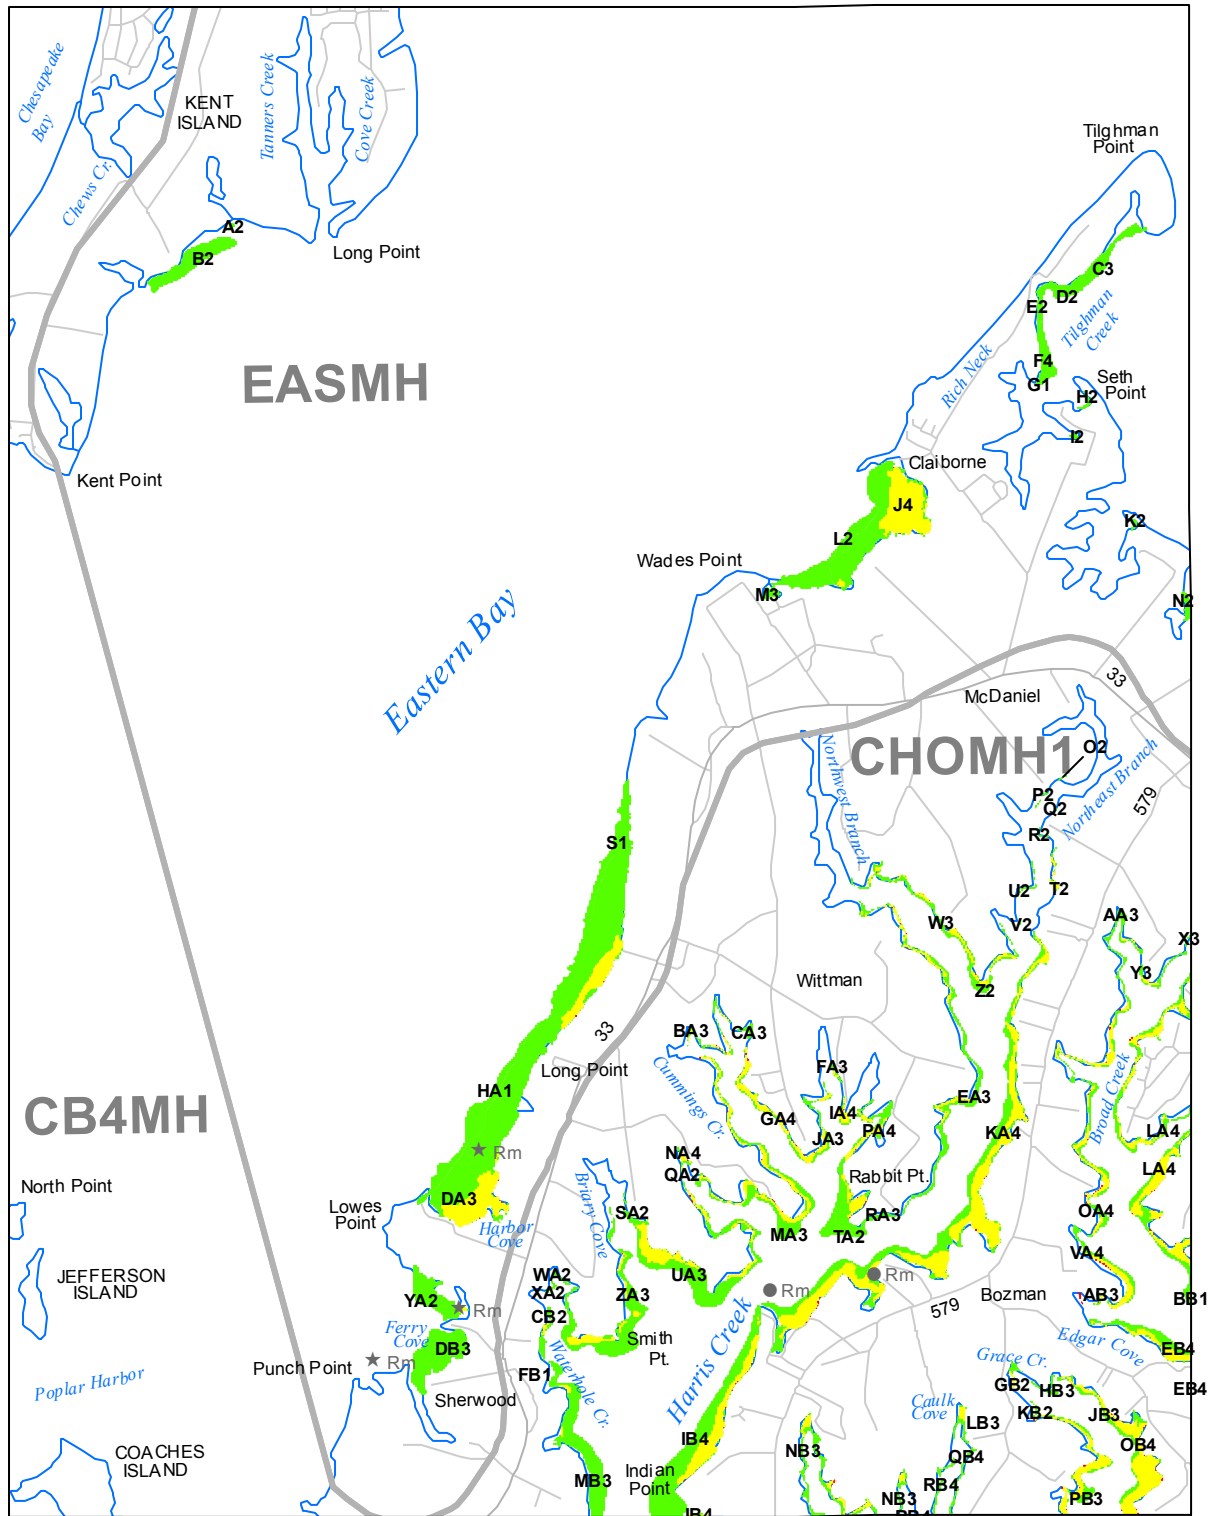 Chesapeake
Bay
Chews Cr.
KENT
ISLAND
Tanners Creek
Cove Creek
Tilghman
Point
A2
B2
Long Point
C3
D2
E2
Tilghman
Creek
F4
G1
Rich Neck
Seth
Point
H2
I2
EASMH
Kent Point
Claiborne
J4
K2
L2
Wades Point
M3
N2
Eastern Bay
33
McDaniel
CHOMH1
O2
Northwest Branch
Northeast Branch
P2
Q2
579
R2
S1
U2
T2
W3
V2
AA3
X3
Y3
Wittman
Z2
33
BA3
CA3
Cummings Cr.
FA3
Long Point
HA1
EA3
Broad Creek
CB4MH
GA4
IA4
JA3
PA4
KA4
LA4
Rm
NA4
QA2
LA4
Rabbit Pt.
North Point
Lowes
Point
DA3
Harbor
Cove
Briary Cove
SA2
RA3
MA3
TA2
OA4
VA4
JEFFERSON
ISLAND
WA2
XA2
UA3
ZA3
Rm
Rm
YA2
Rm
Bozman
AB3
BB1
CB2
579
Ferry
Cove
DB3
Smith
Pt.
Harris Creek
Edgar Cove
EB4
Punch Point
Rm
Waterhole Cr.
FB1
Grace Cr.
GB2
HB3
EB4
Poplar Harbor
Sherwood
Caulk
Cove
KB2
JB3
LB3
COACHES
ISLAND
IB4
NB3
QB4
OB4
MB3
Indian
Point
RB4
NB3
PB3
IB4